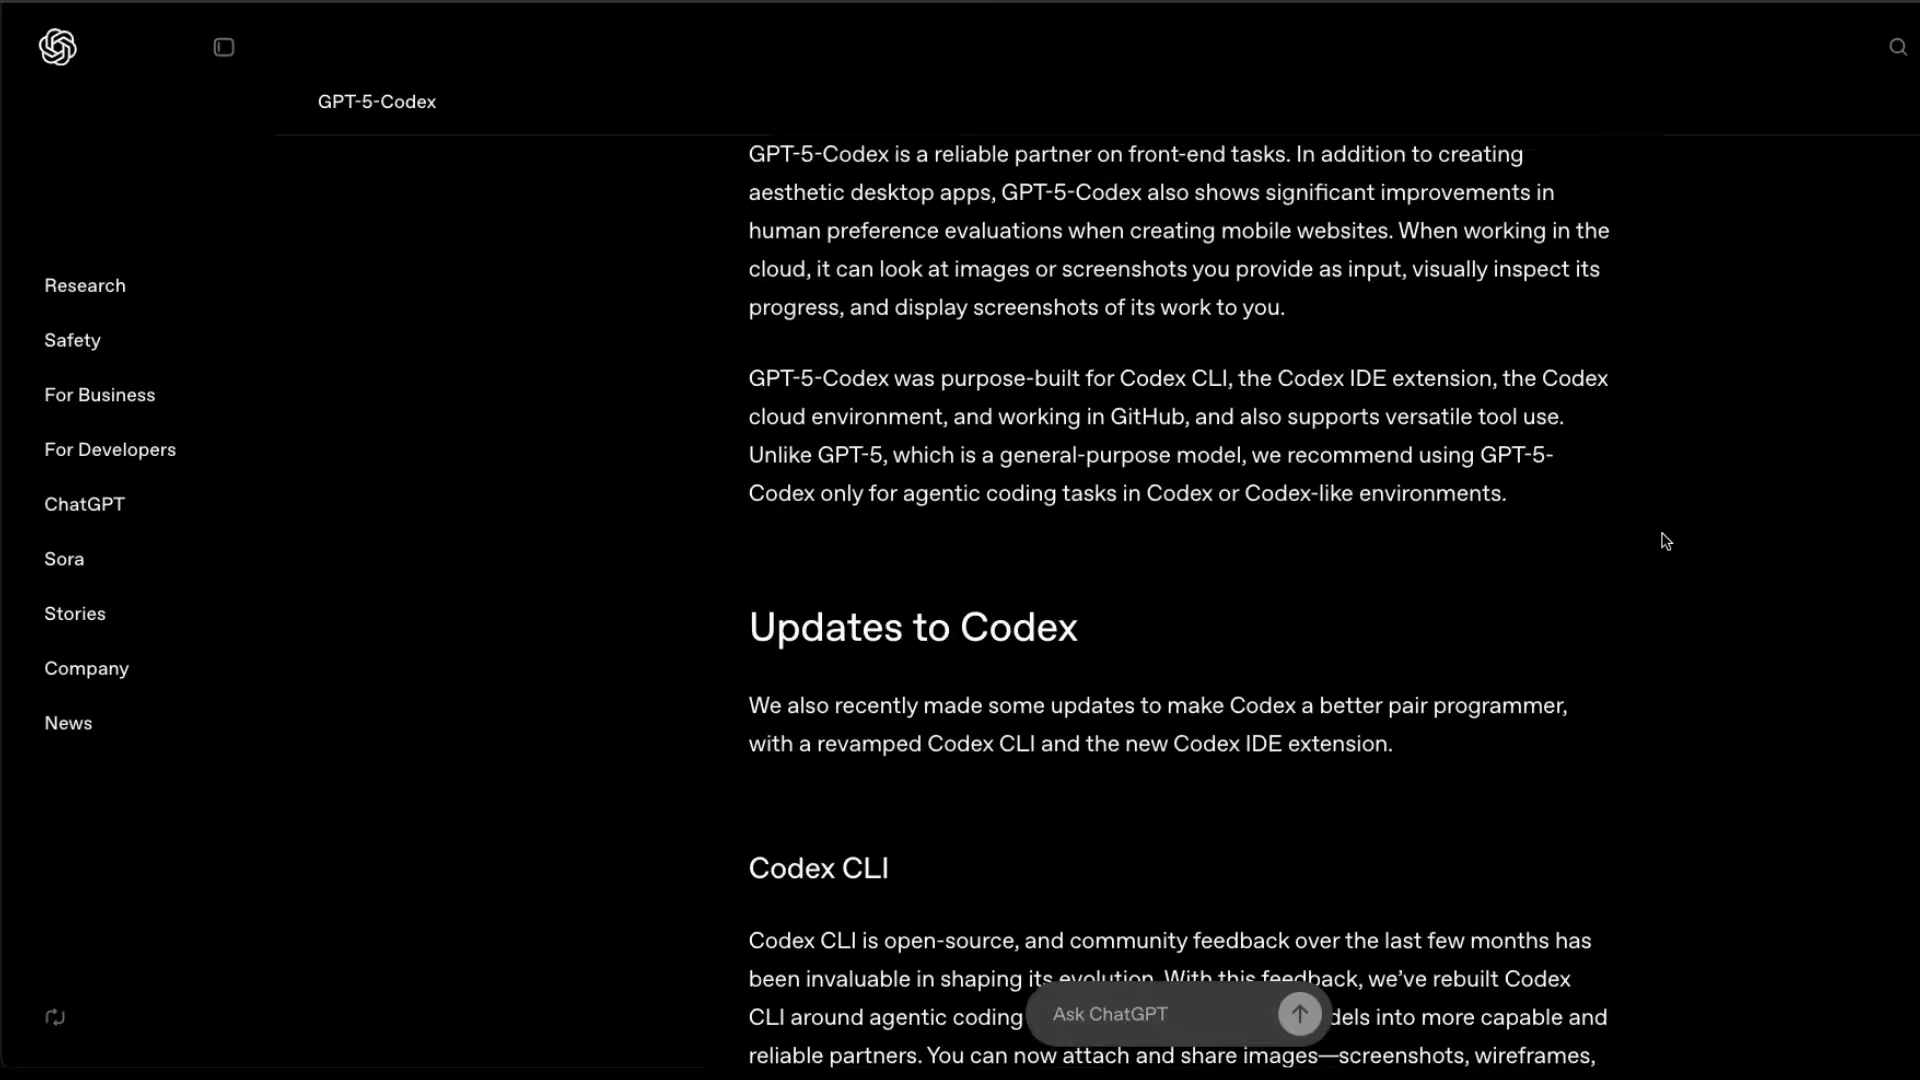 GPT-5-Codex
Research
Safety
For Business
For Developers
ChatGPT
Sora
Stories
Company
News
GPT-5-Codex is a reliable partner on front-end tasks. In addition to creating
aesthetic desktop apps, GPT-5-Codex also shows significant improvements in
human preference evaluations when creating mobile websites. When working in the
cloud, it can look at images or screenshots you provide as input, visually inspect its
progress, and display screenshots of its work to you.
GPT-5-Codex was purpose-built for Codex CLI, the Codex IDE extension, the Codex
cloud environment, and working in GitHub, and also supports versatile tool use.
Unlike GPT-5, which is a general-purpose model, we recommend using GPT-5-
Codex only for agentic coding tasks in Codex or Codex-like environments.
Updates to Codex
We also recently made some updates to make Codex a better pair programmer,
with a revamped Codex CLI and the new Codex IDE extension.
Codex CLI
Codex CLI is open-source, and community feedback over the last few months has
been invaluable in shaping its evolution. With this feedback, we've rebuilt Codex
CLI around agentic coding dels into more capable and
reliable partners. You can now attach and share images—screenshots, wireframes,
Ask ChatGPT